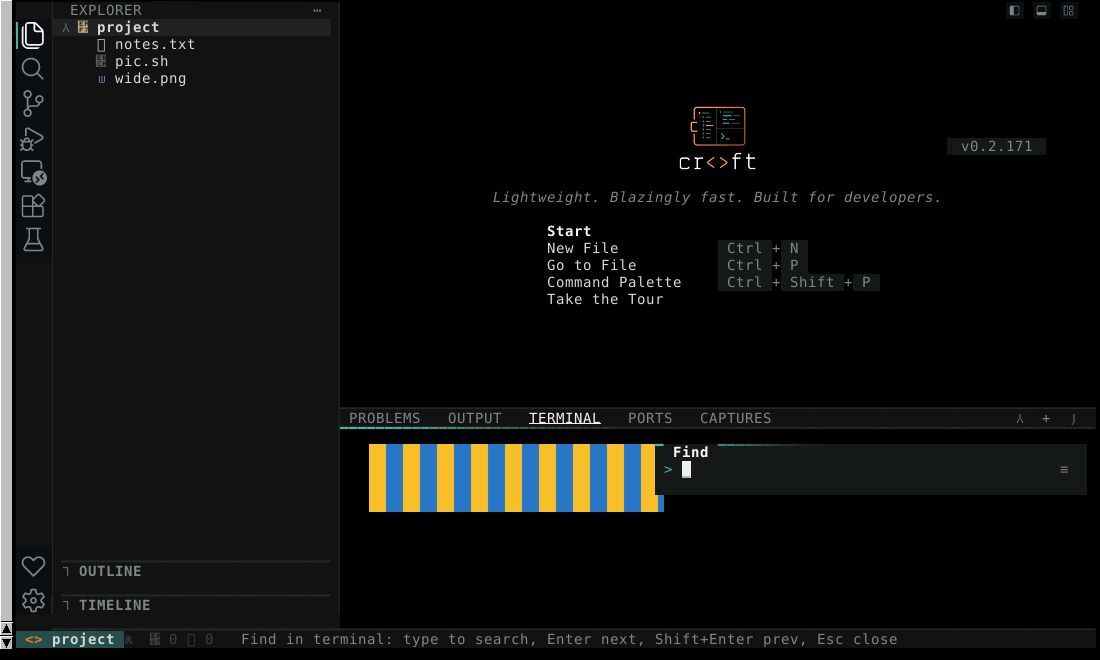 EXPLORER
project
notes.txt
pic.sh
wide.png
cr<>ft
v0.2.171
Lightweight. Blazingly fast. Built for developers.
Start
New File Ctrl + N
Go to File Ctrl + P
Command Palette Ctrl + Shift + P
Take the Tour
PROBLEMS OUTPUT TERMINAL PORTS CAPTURES
Find
>
OUTLINE
TIMELINE
<> project 0 0 Find in terminal: type to search, Enter next, Shift+Enter prev, Esc close